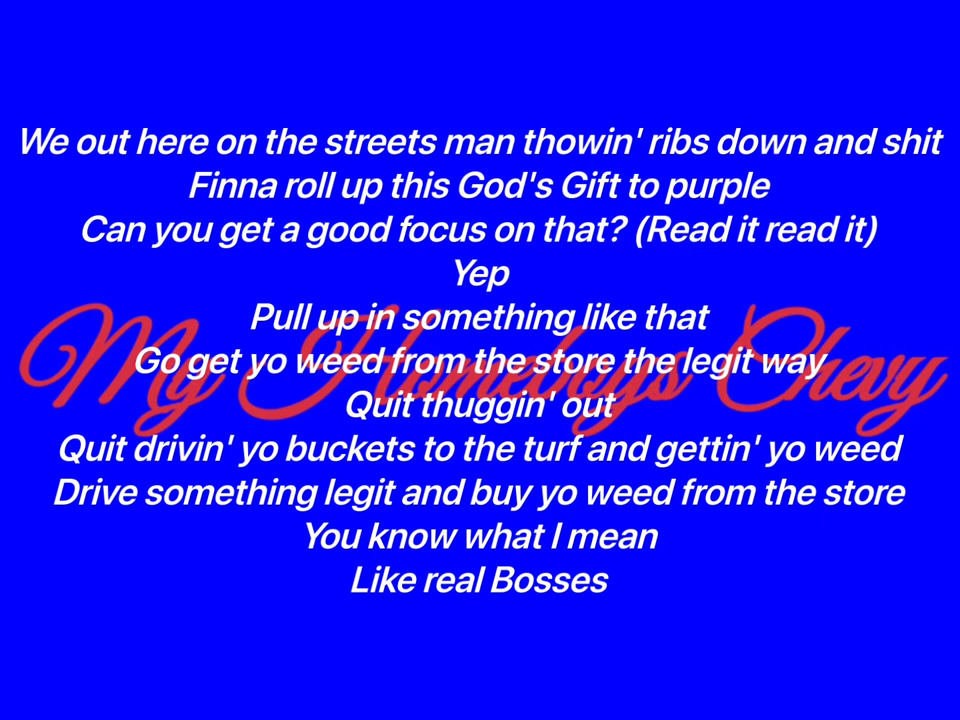 We out here on the streets man thowin' ribs down and shit
Finna roll up this God's Gift to purple
Can you get a good focus on that? (Read it read it)
Yep
Pull up in something like that
My Homeboys Chevy
Go get yo weed from the store the legit way
Quit thuggin' out
Quit drivin' yo buckets to the turf and gettin' yo weed
Drive something legit and buy yo weed from the store
You know what I mean
Like real Bosses